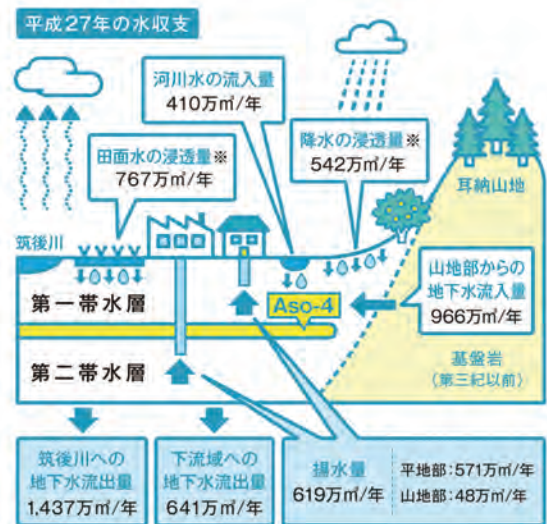 平成27年の水収支
河川水の流入量
410万㎥/年
降水の浸透量※
542万㎥/年
田面水の浸透量※
767万㎥/年
耳納山地
筑後川
山地部からの
地下水流入量
966万㎥/年
第一帯水層
Aso-4
第二帯水層
基盤岩
（第三紀以前）
筑後川への
地下水流出量
1,437万㎥/年
下流域への
地下水流出量
641万㎥/年
揚水量
619万㎥/年
平地部：571万㎥/年
山地部：48万㎥/年